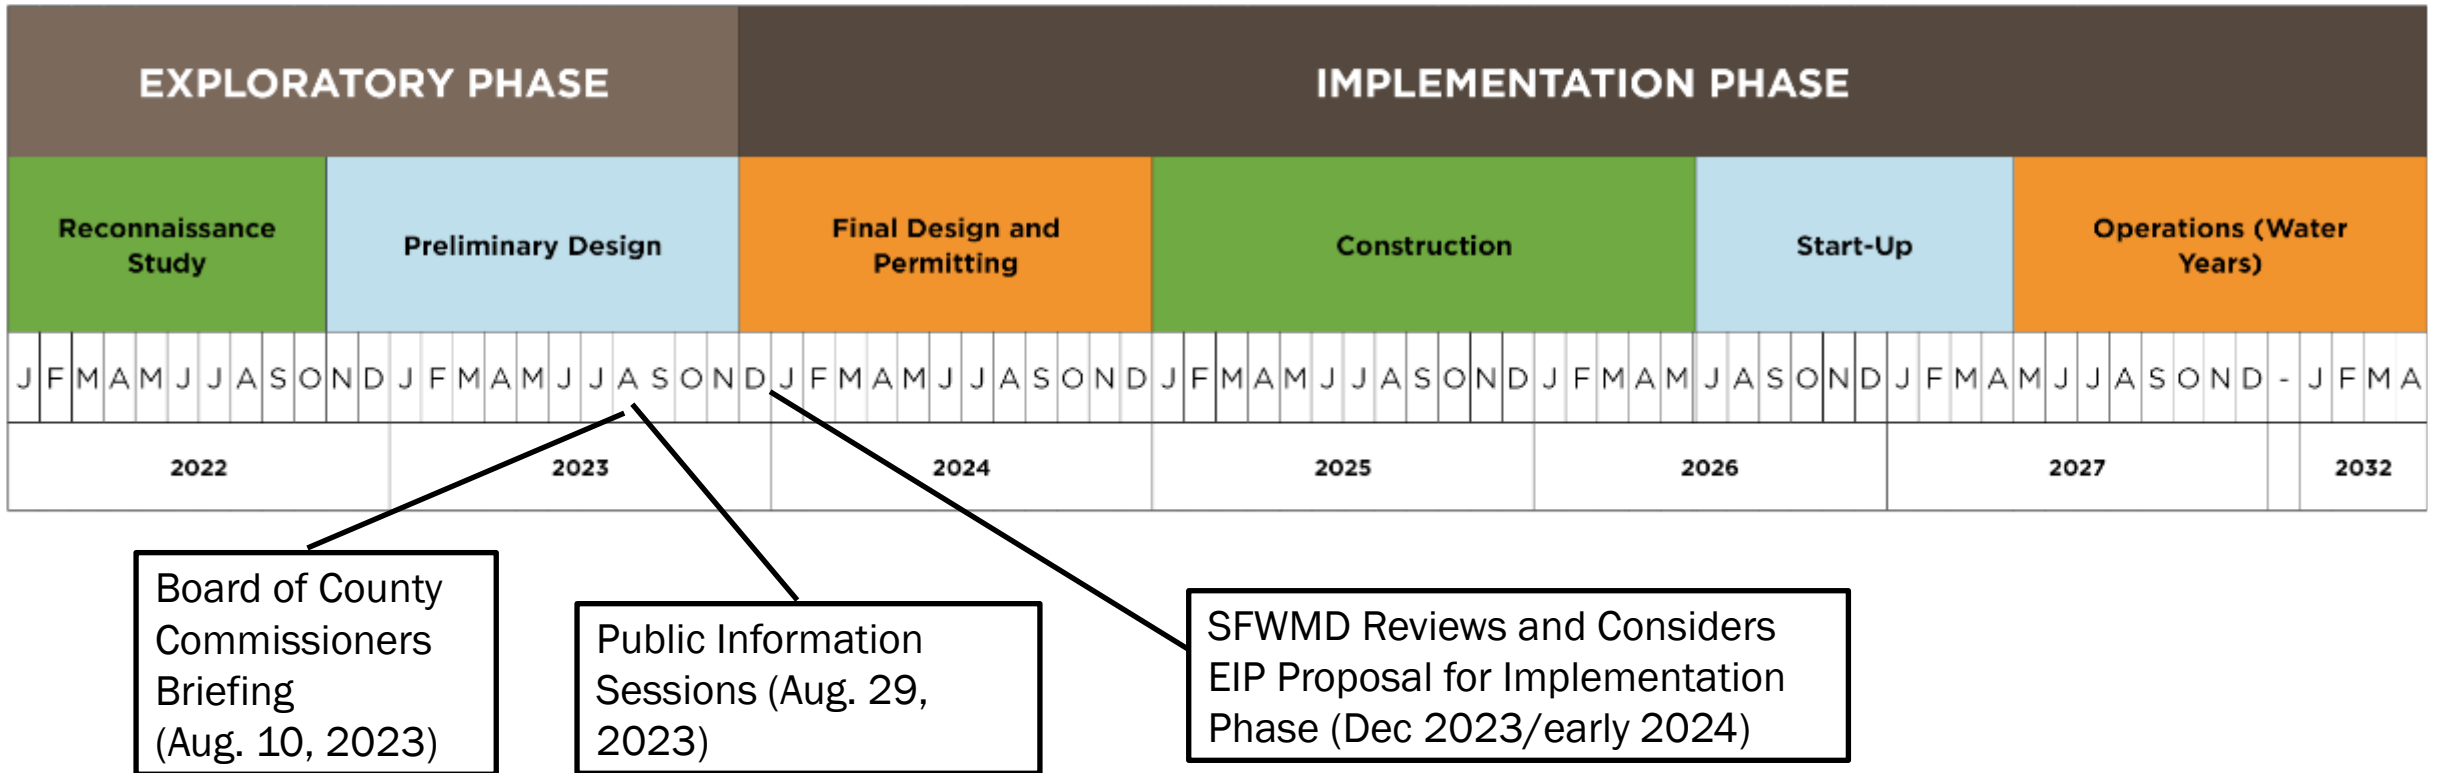 EXPLORATORY PHASE
IMPLEMENTATION PHASE
Reconnaissance
Study
Preliminary Design
Final Design and
Permitting
Construction
Start-Up
Operations (Water
Years)
J F M A M J J A S O N D J F M A M J J A S O N D J F M A M J J A S O N D J F M A M J J A S O N D J F M A M J A S O N D J F M A M J J A S O N D - J F M A
2022 2023 2024 2025 2026 2027 2032
Board of County
Commissioners
Briefing
(Aug. 10, 2023)
Public Information
Sessions (Aug. 29,
2023)
SFWMD Reviews and Considers
EIP Proposal for Implementation
Phase (Dec 2023/early 2024)